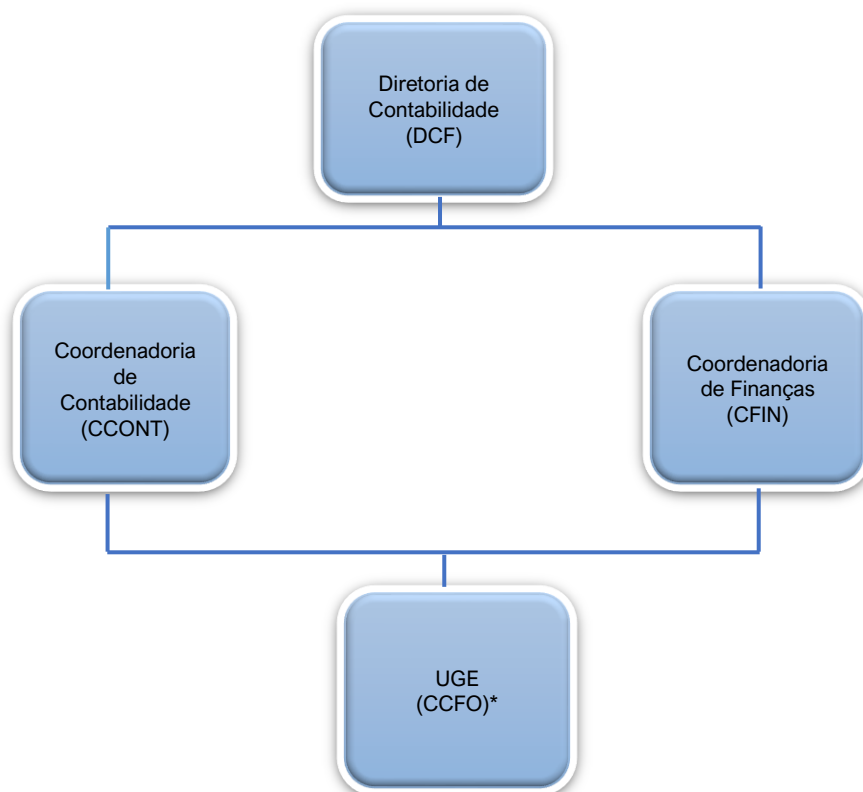 Diretoria de
Contabilidade
(DCF)
Coordenadoria
de
Contabilidade
(CCONT)
Coordenadoria
de Finanças
(CFIN)
UGE
(CCFO)*